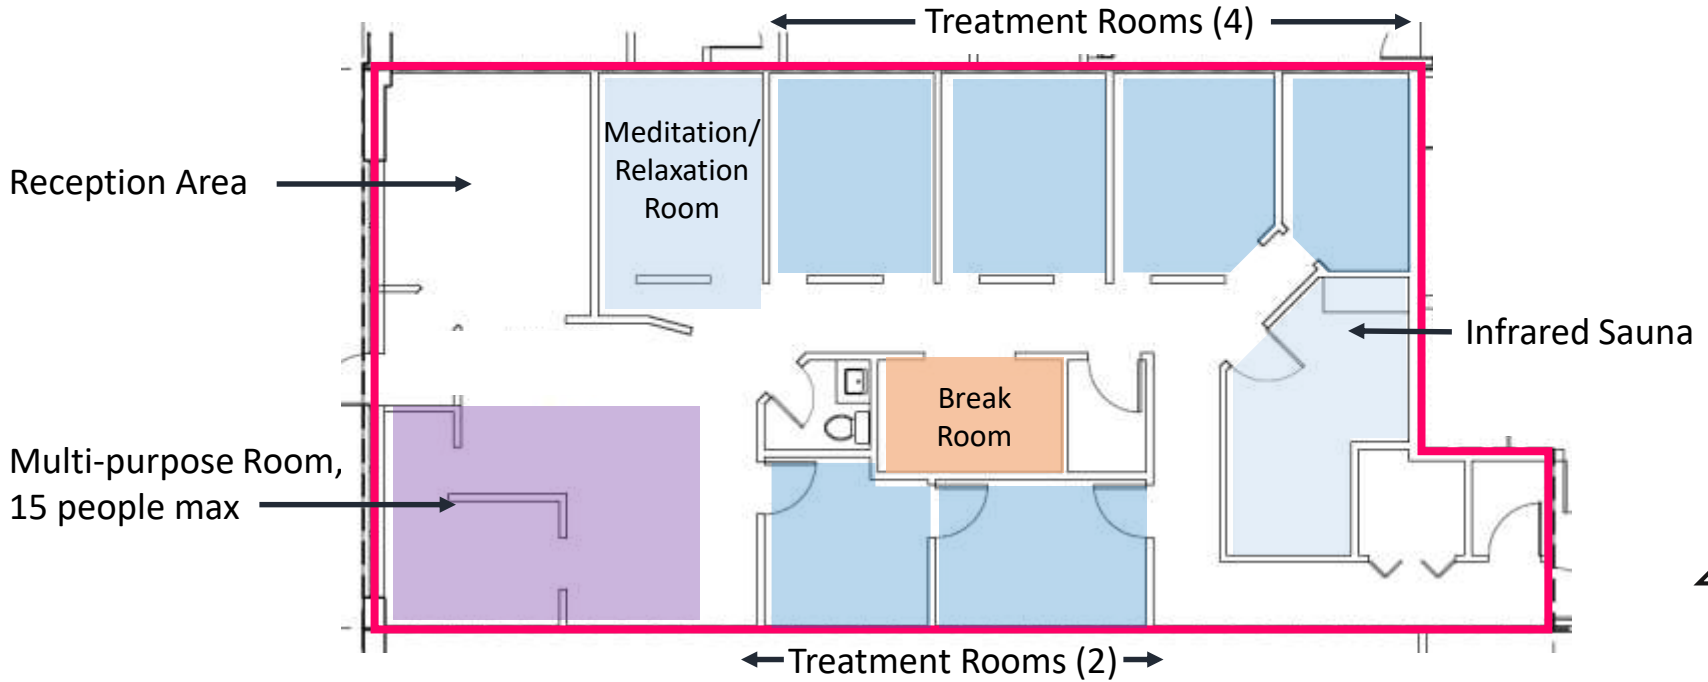 Treatment Rooms (4)
Meditation/
Relaxation
Room
Reception Area
Infrared Sauna
Break
Room
Multi-purpose Room,
15 people max
Treatment Rooms (2)